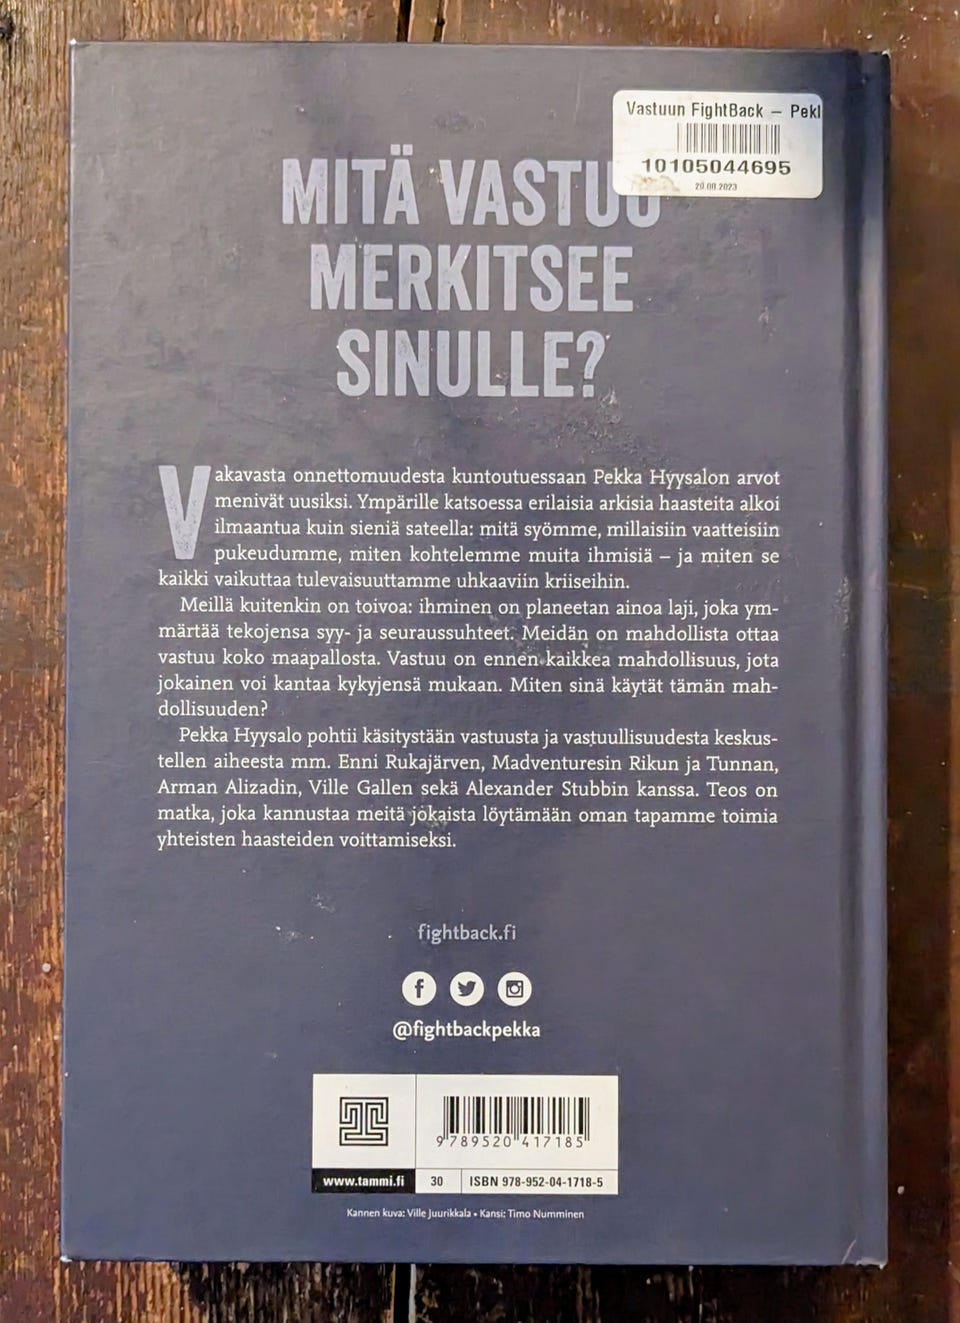 Vastuun FightBack – Pekl
10105044695
20.08.2023
MITÄ VASTUU
MERKITSEE
SINULLE?
Vakavasta onnettomuudesta kuntoutuessaan Pekka Hyysalon arvot
menivät uusiksi. Ympärille katsoessa erilaisia arkisia haasteita alkoi
ilmaantua kuin sieniä sateella: mitä syömme, millaisiin vaatteisiin
pukeudumme, miten kohtelemme muita ihmisiä – ja miten se
kaikki vaikuttaa tulevaisuuttamme uhkaaviin kriiseihin.
Meillä kuitenkin on toivoa: ihminen on planeetan ainoa laji, joka ym-
märtää tekojensa syy- ja seuraussuhteet. Meidän on mahdollista ottaa
vastuu koko maapallosta. Vastuu on ennen kaikkea mahdollisuus, jota
jokainen voi kantaa kykyjensä mukaan. Miten sinä käytät tämän mah-
dollisuuden?
Pekka Hyysalo pohtii käsitystään vastuusta ja vastuullisuudesta keskus-
tellen aiheesta mm. Enni Rukajärven, Madventuresin Rikun ja Tunnan,
Arman Alizadin, Ville Gallen sekä Alexander Stubbin kanssa. Teos on
matka, joka kannustaa meitä jokaista löytämään oman tapamme toimia
yhteisten haasteiden voittamiseksi.
fightback.fi
@fightbackpekka
9 789520 417185
www.tammi.fi 30 ISBN 978-952-04-1718-5
Kannen kuva: Ville Juurikkala • Kansi: Timo Numminen